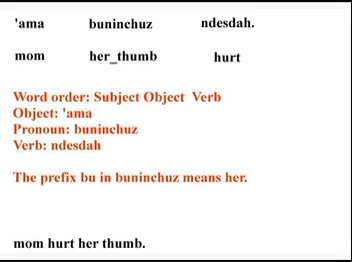 'ama buninchuz ndesdah.
mom her_thumb hurt
Word order: Subject Object Verb
Object: 'ama
Pronoun: buninchuz
Verb: ndesdah
The prefix bu in buninchuz means her.
mom hurt her thumb.